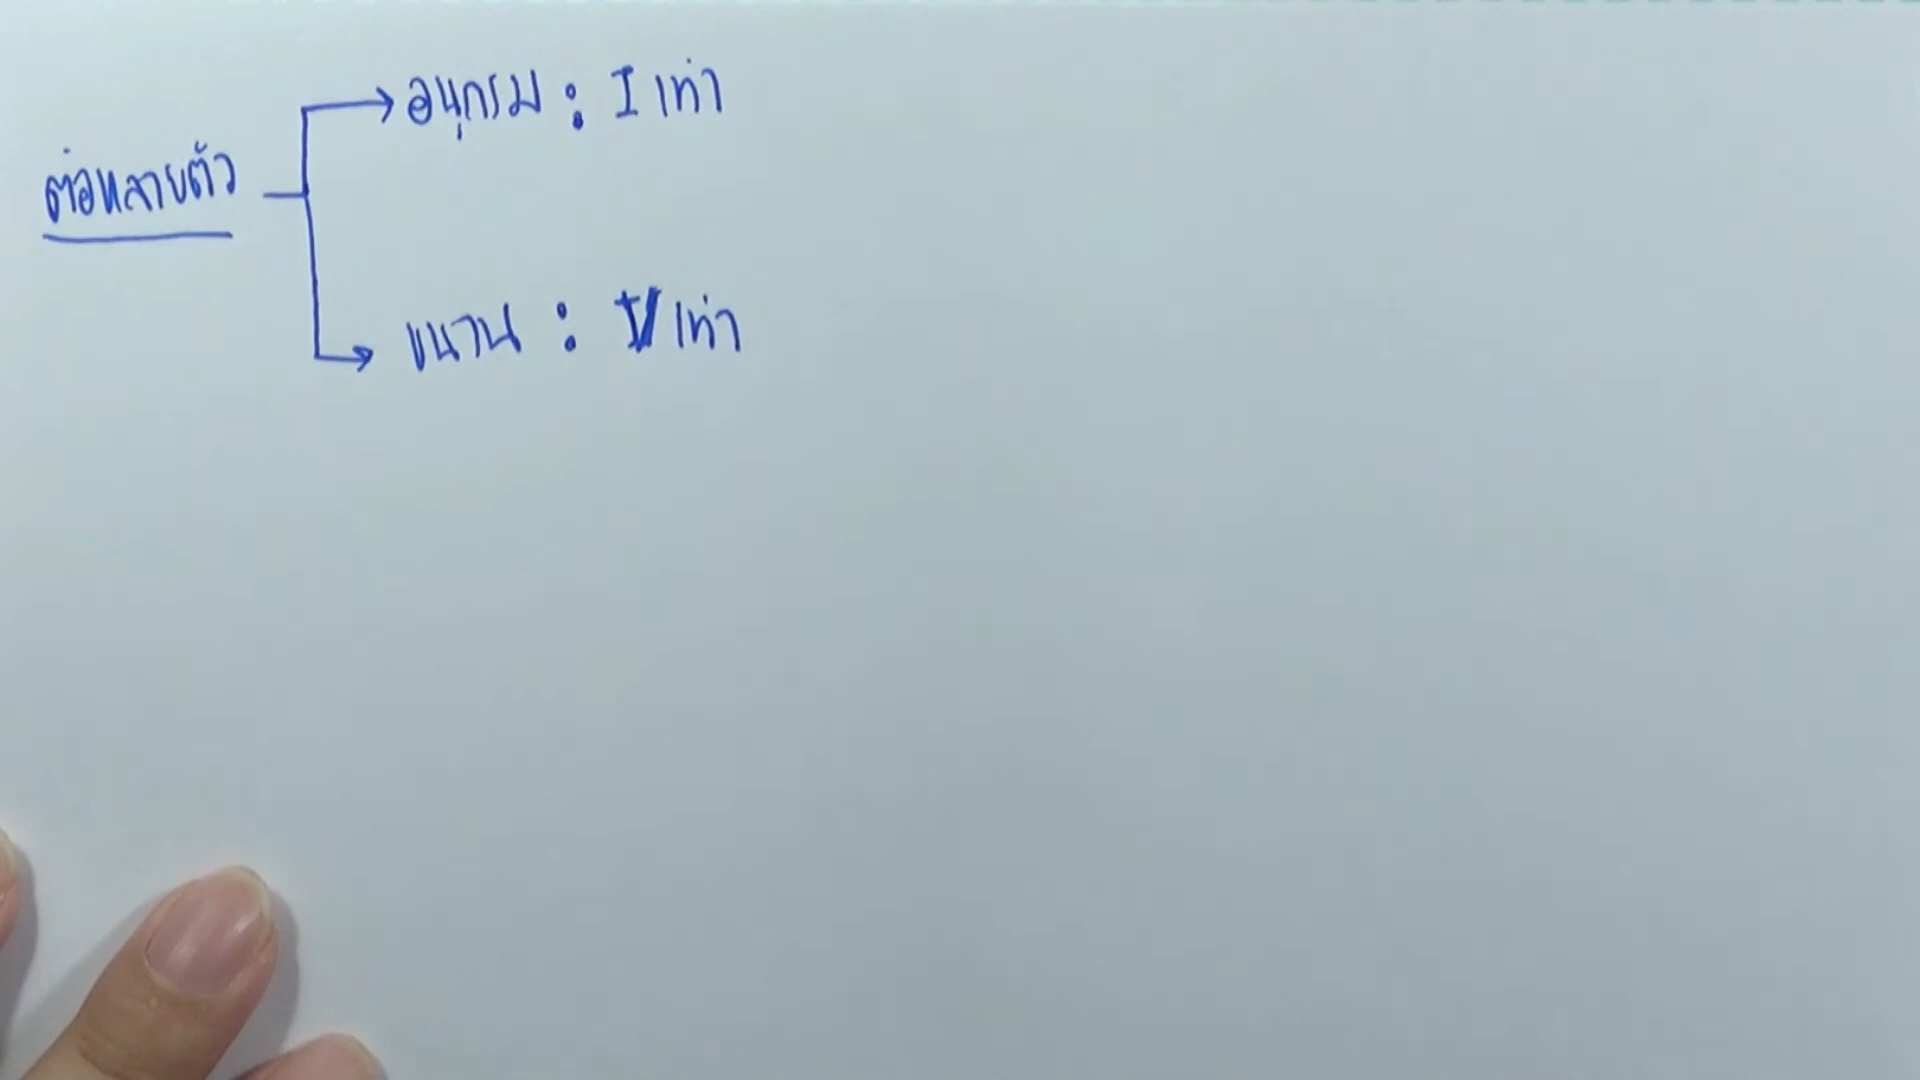 ต่อหลายตัว
อนุกรม : I เท่า
ขนาน : V เท่า